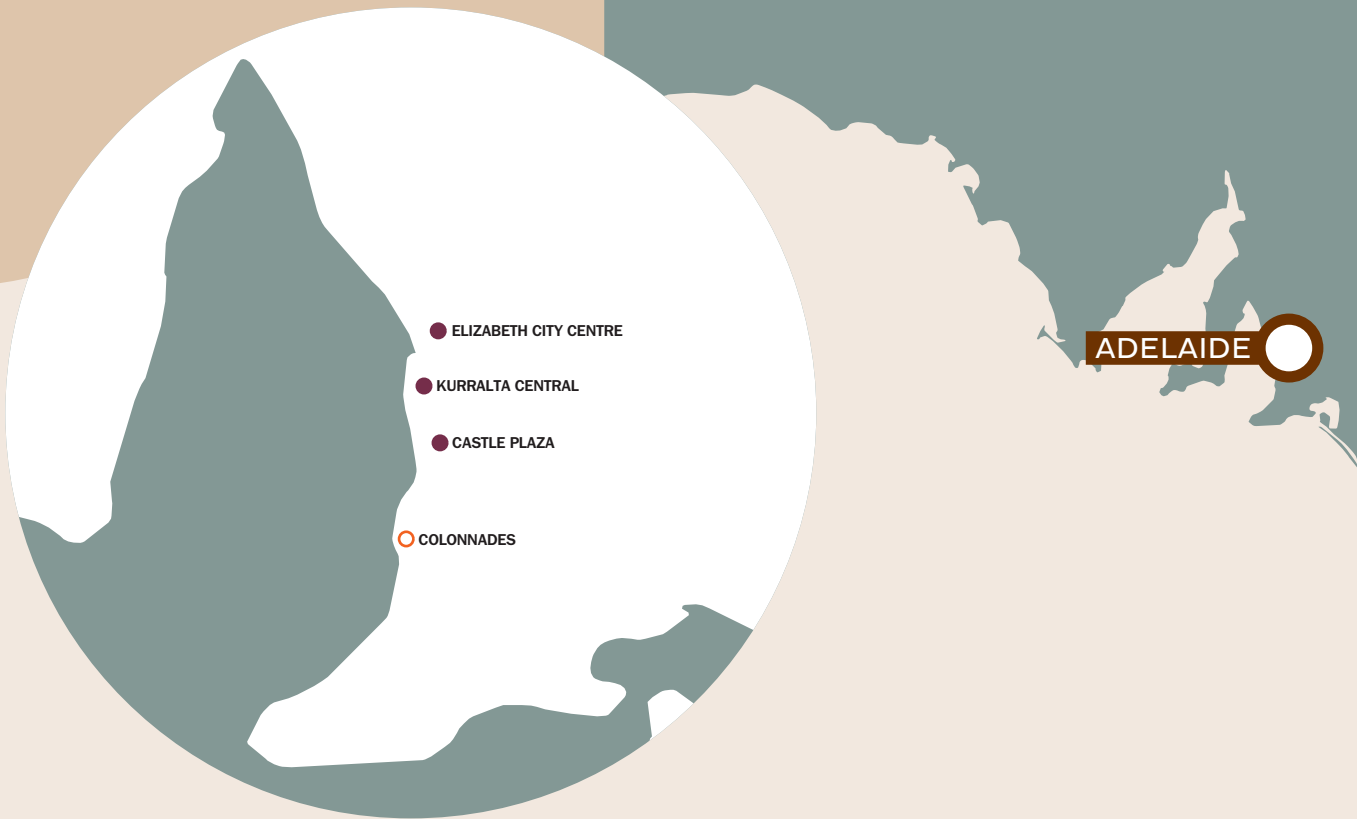 ELIZABETH CITY CENTRE
ADELAIDE
KURRALTA CENTRAL
CASTLE PLAZA
COLONNADES